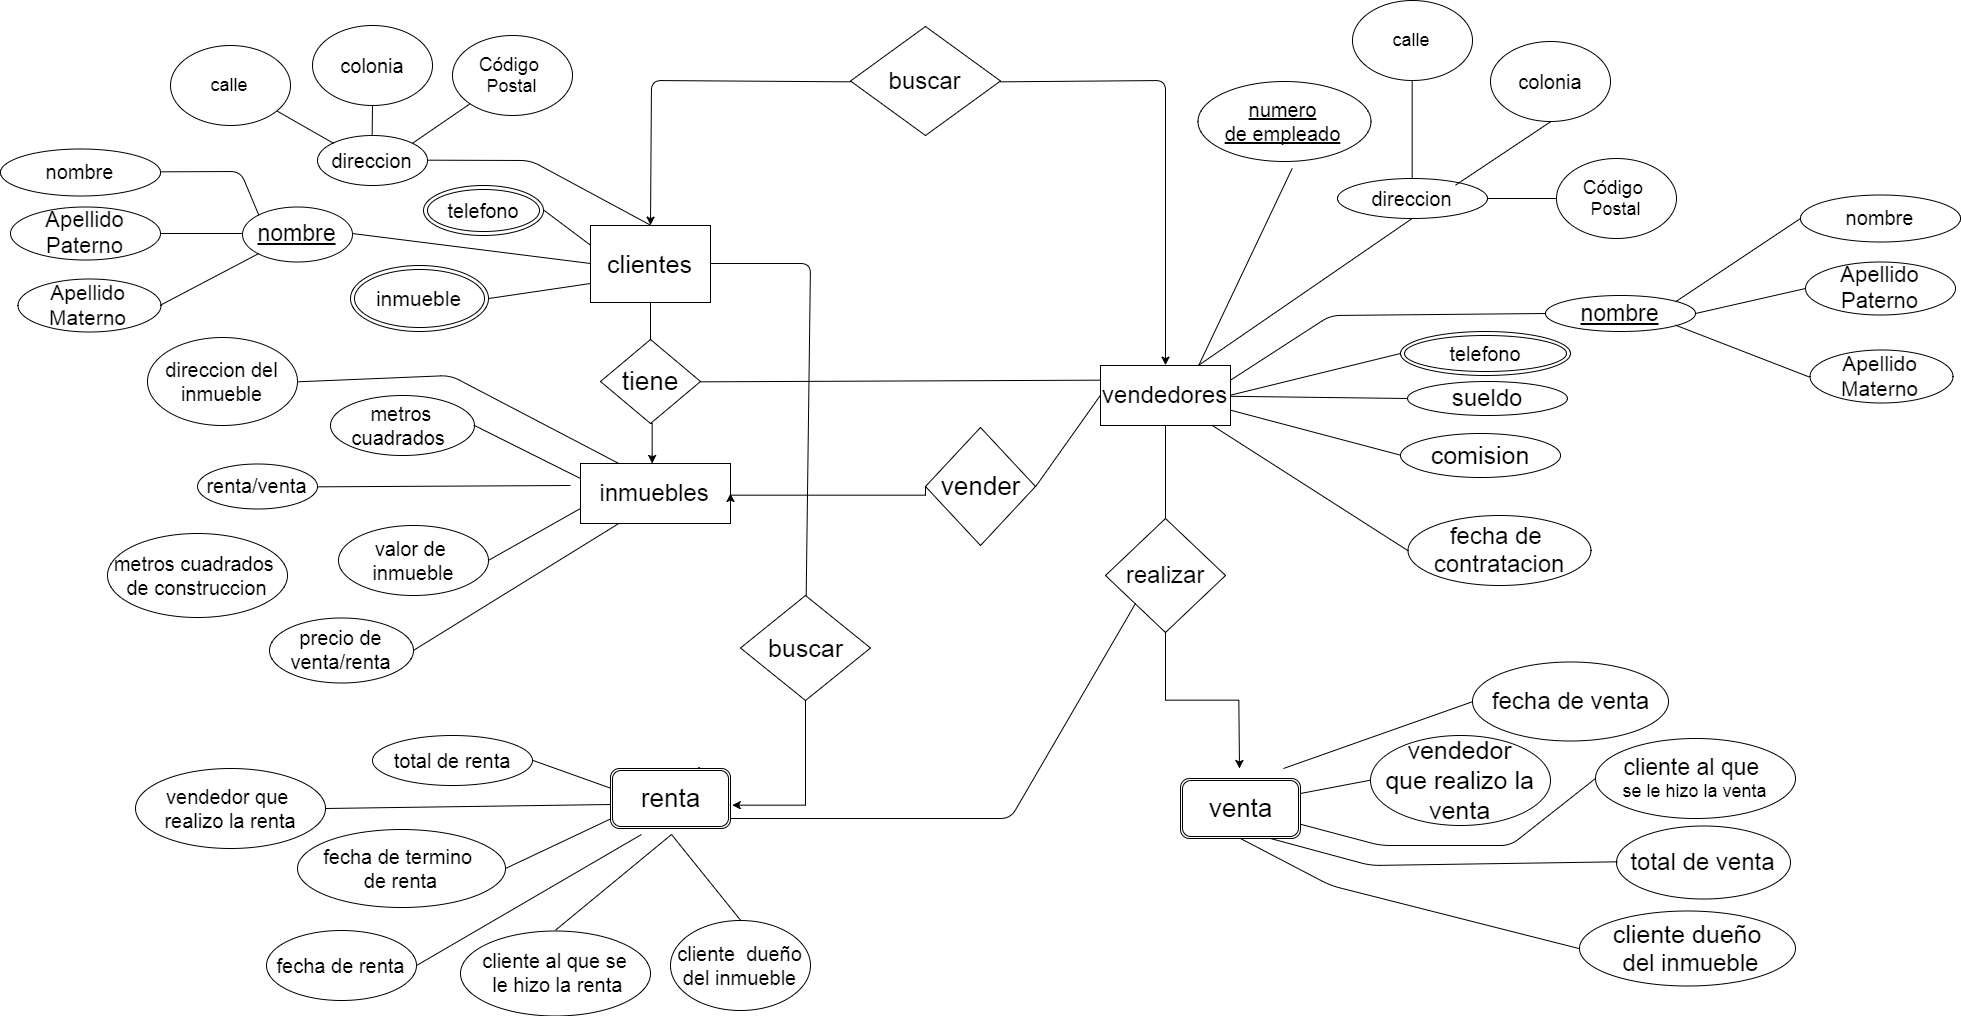 calle
colonia
Código
Postal
direccion
nombre
Apellido
Paterno
Apellido
Materno
nombre
telefono
inmueble
clientes
buscar
numero
de empleado
calle
colonia
Código
Postal
direccion
nombre
Apellido
Paterno
Apellido
Materno
nombre
telefono
sueldo
comision
fecha de
contratacion
vendedores
tiene
direccion del
inmueble
metros
cuadrados
renta/venta
inmuebles
vender
valor de
inmueble
metros cuadrados
de construccion
precio de
venta/renta
buscar
realizar
total de renta
vendedor que
realizo la renta
renta
fecha de termino
de renta
fecha de renta
cliente al que se
le hizo la renta
cliente dueño
del inmueble
fecha de venta
vendedor
que realizo la
venta
cliente al que
se le hizo la venta
venta
total de venta
cliente dueño
del inmueble